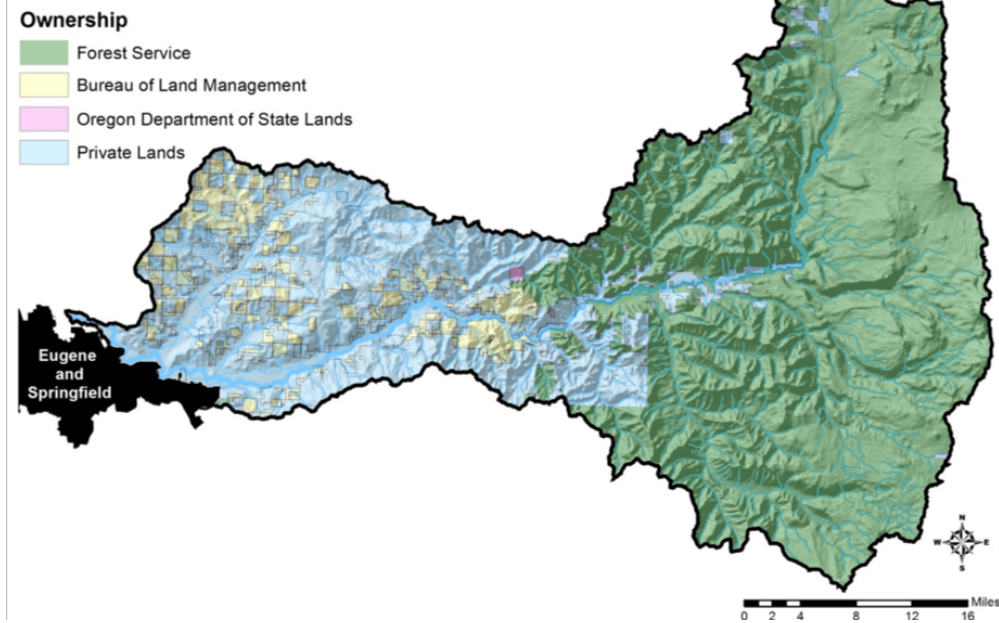 Ownership
Forest Service
Bureau of Land Management
Oregon Department of State Lands
Private Lands
Eugene
and
Springfield
N
W E
S
Miles
0 2 4 8 12 16